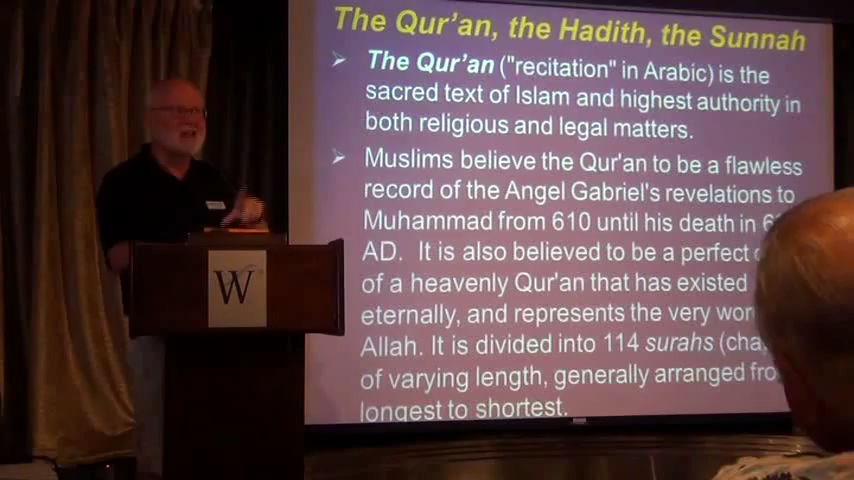 The Qur'an, the Hadith, the Sunnah
The Qur'an ("recitation" in Arabic) is the
sacred text of Islam and highest authority in
both religious and legal matters.
Muslims believe the Qur'an to be a flawless
record of the Angel Gabriel's revelations to
Muhammad from 610 until his death in
AD. It is also believed to be a perfect
of a heavenly Qur'an that has existed
eternally, and represents the very
Allah. It is divided into 114 surahs
of varying length, generally arranged
longest to shortest.
W